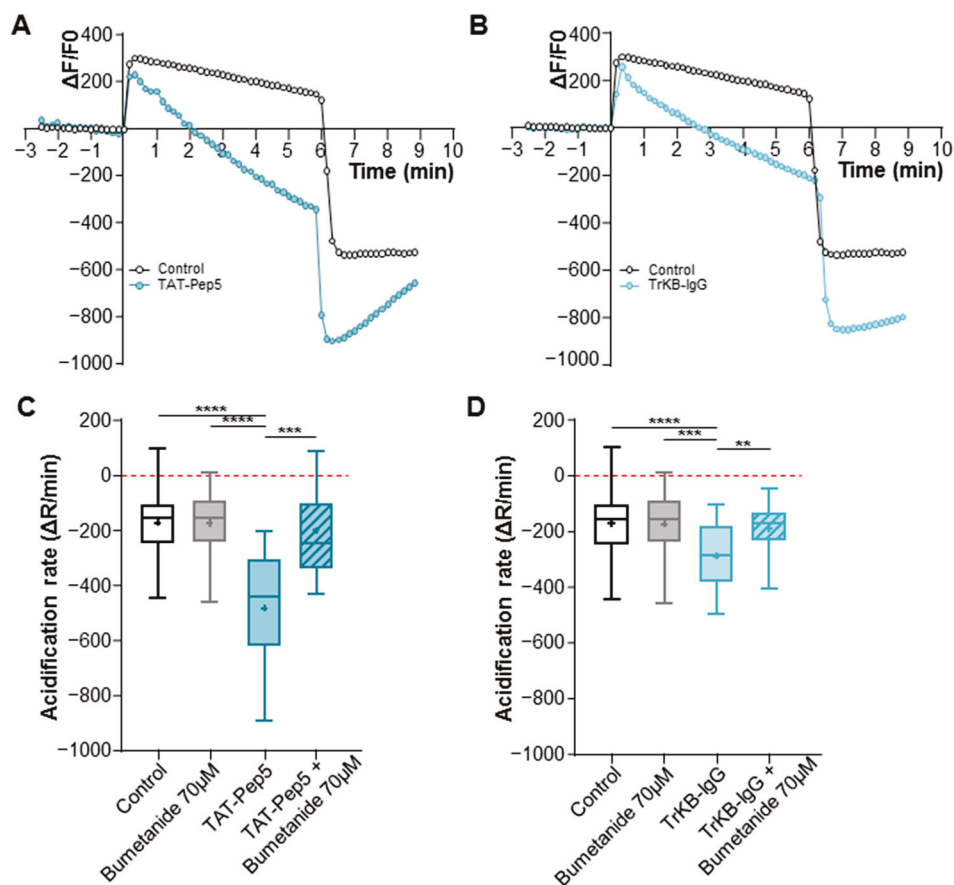 A
ΔF/F0
400
200
−3 −2 −1 1 2 3 4 5 6 7 8 9 10
Time (min)
−200
−400
−600
−800
−1000
Control
TAT-Pep5
B
ΔF/F0
400
200
−3 −2 −1 1 2 3 4 5 6 7 8 9 10
Time (min)
−200
−400
−600
−800
−1000
Control
TrKB-IgG
C
Acidification rate (ΔR/min)
200
0
−200
−400
−600
−800
−1000
****
****
***
Control
Bumetanide 70µM
TAT-Pep5
TAT-Pep5 +
Bumetanide 70µM
D
Acidification rate (ΔR/min)
200
0
−200
−400
−600
−800
−1000
****
***
**
Control
Bumetanide 70µM
TrKB-IgG
TrKB-IgG +
Bumetanide 70µM